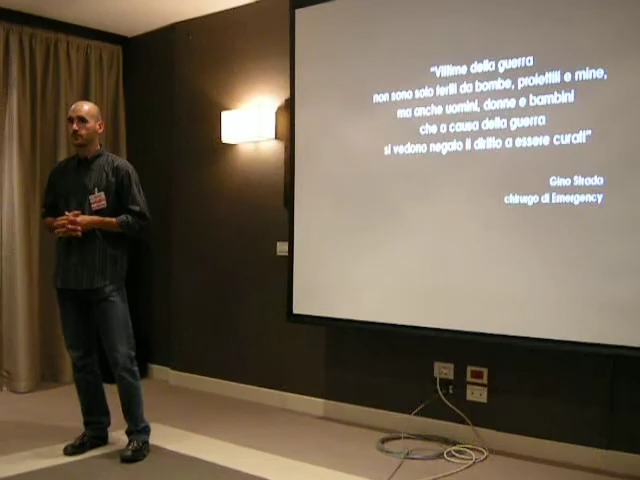 "Vittime della guerra
non sono solo feriti da bombe, proiettili e mine,
ma anche uomini, donne e bambini
che a causa della guerra
si vedono negato il diritto a essere curati"
Gino Strada
chirurgo di Emergency